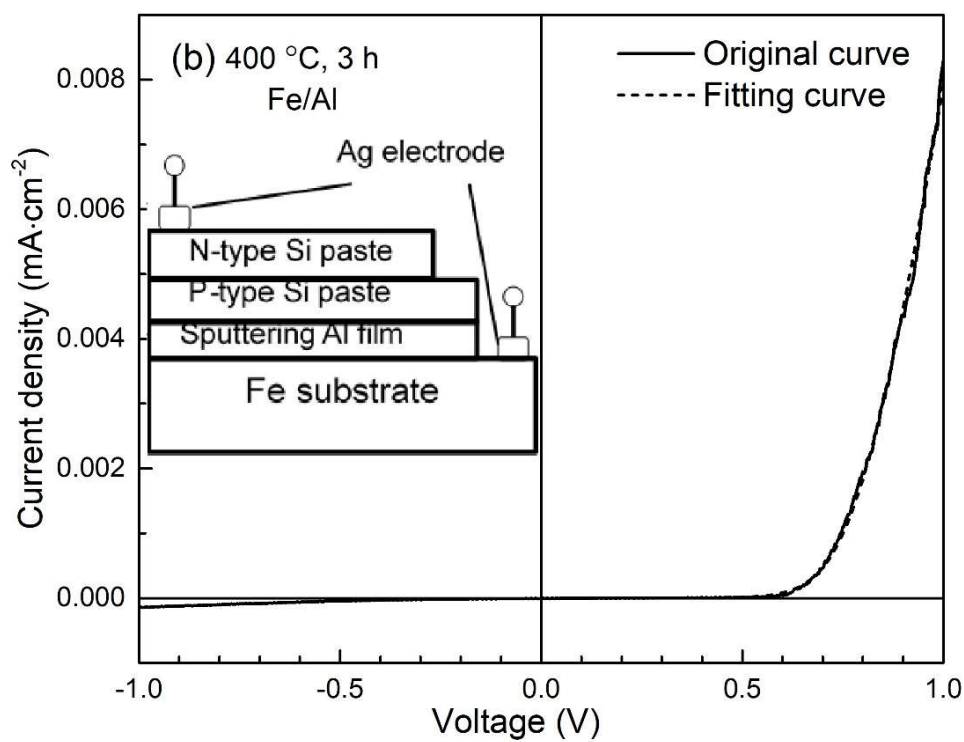 (b) 400 °C, 3 h
Fe/Al
Original curve
Fitting curve
Ag electrode
N-type Si paste
P-type Si paste
Sputtering Al film
Fe substrate
Current density (mA·cm-2)
0.008
0.006
0.004
0.002
0.000
-1.0 -0.5 0.0 0.5 1.0
Voltage (V)